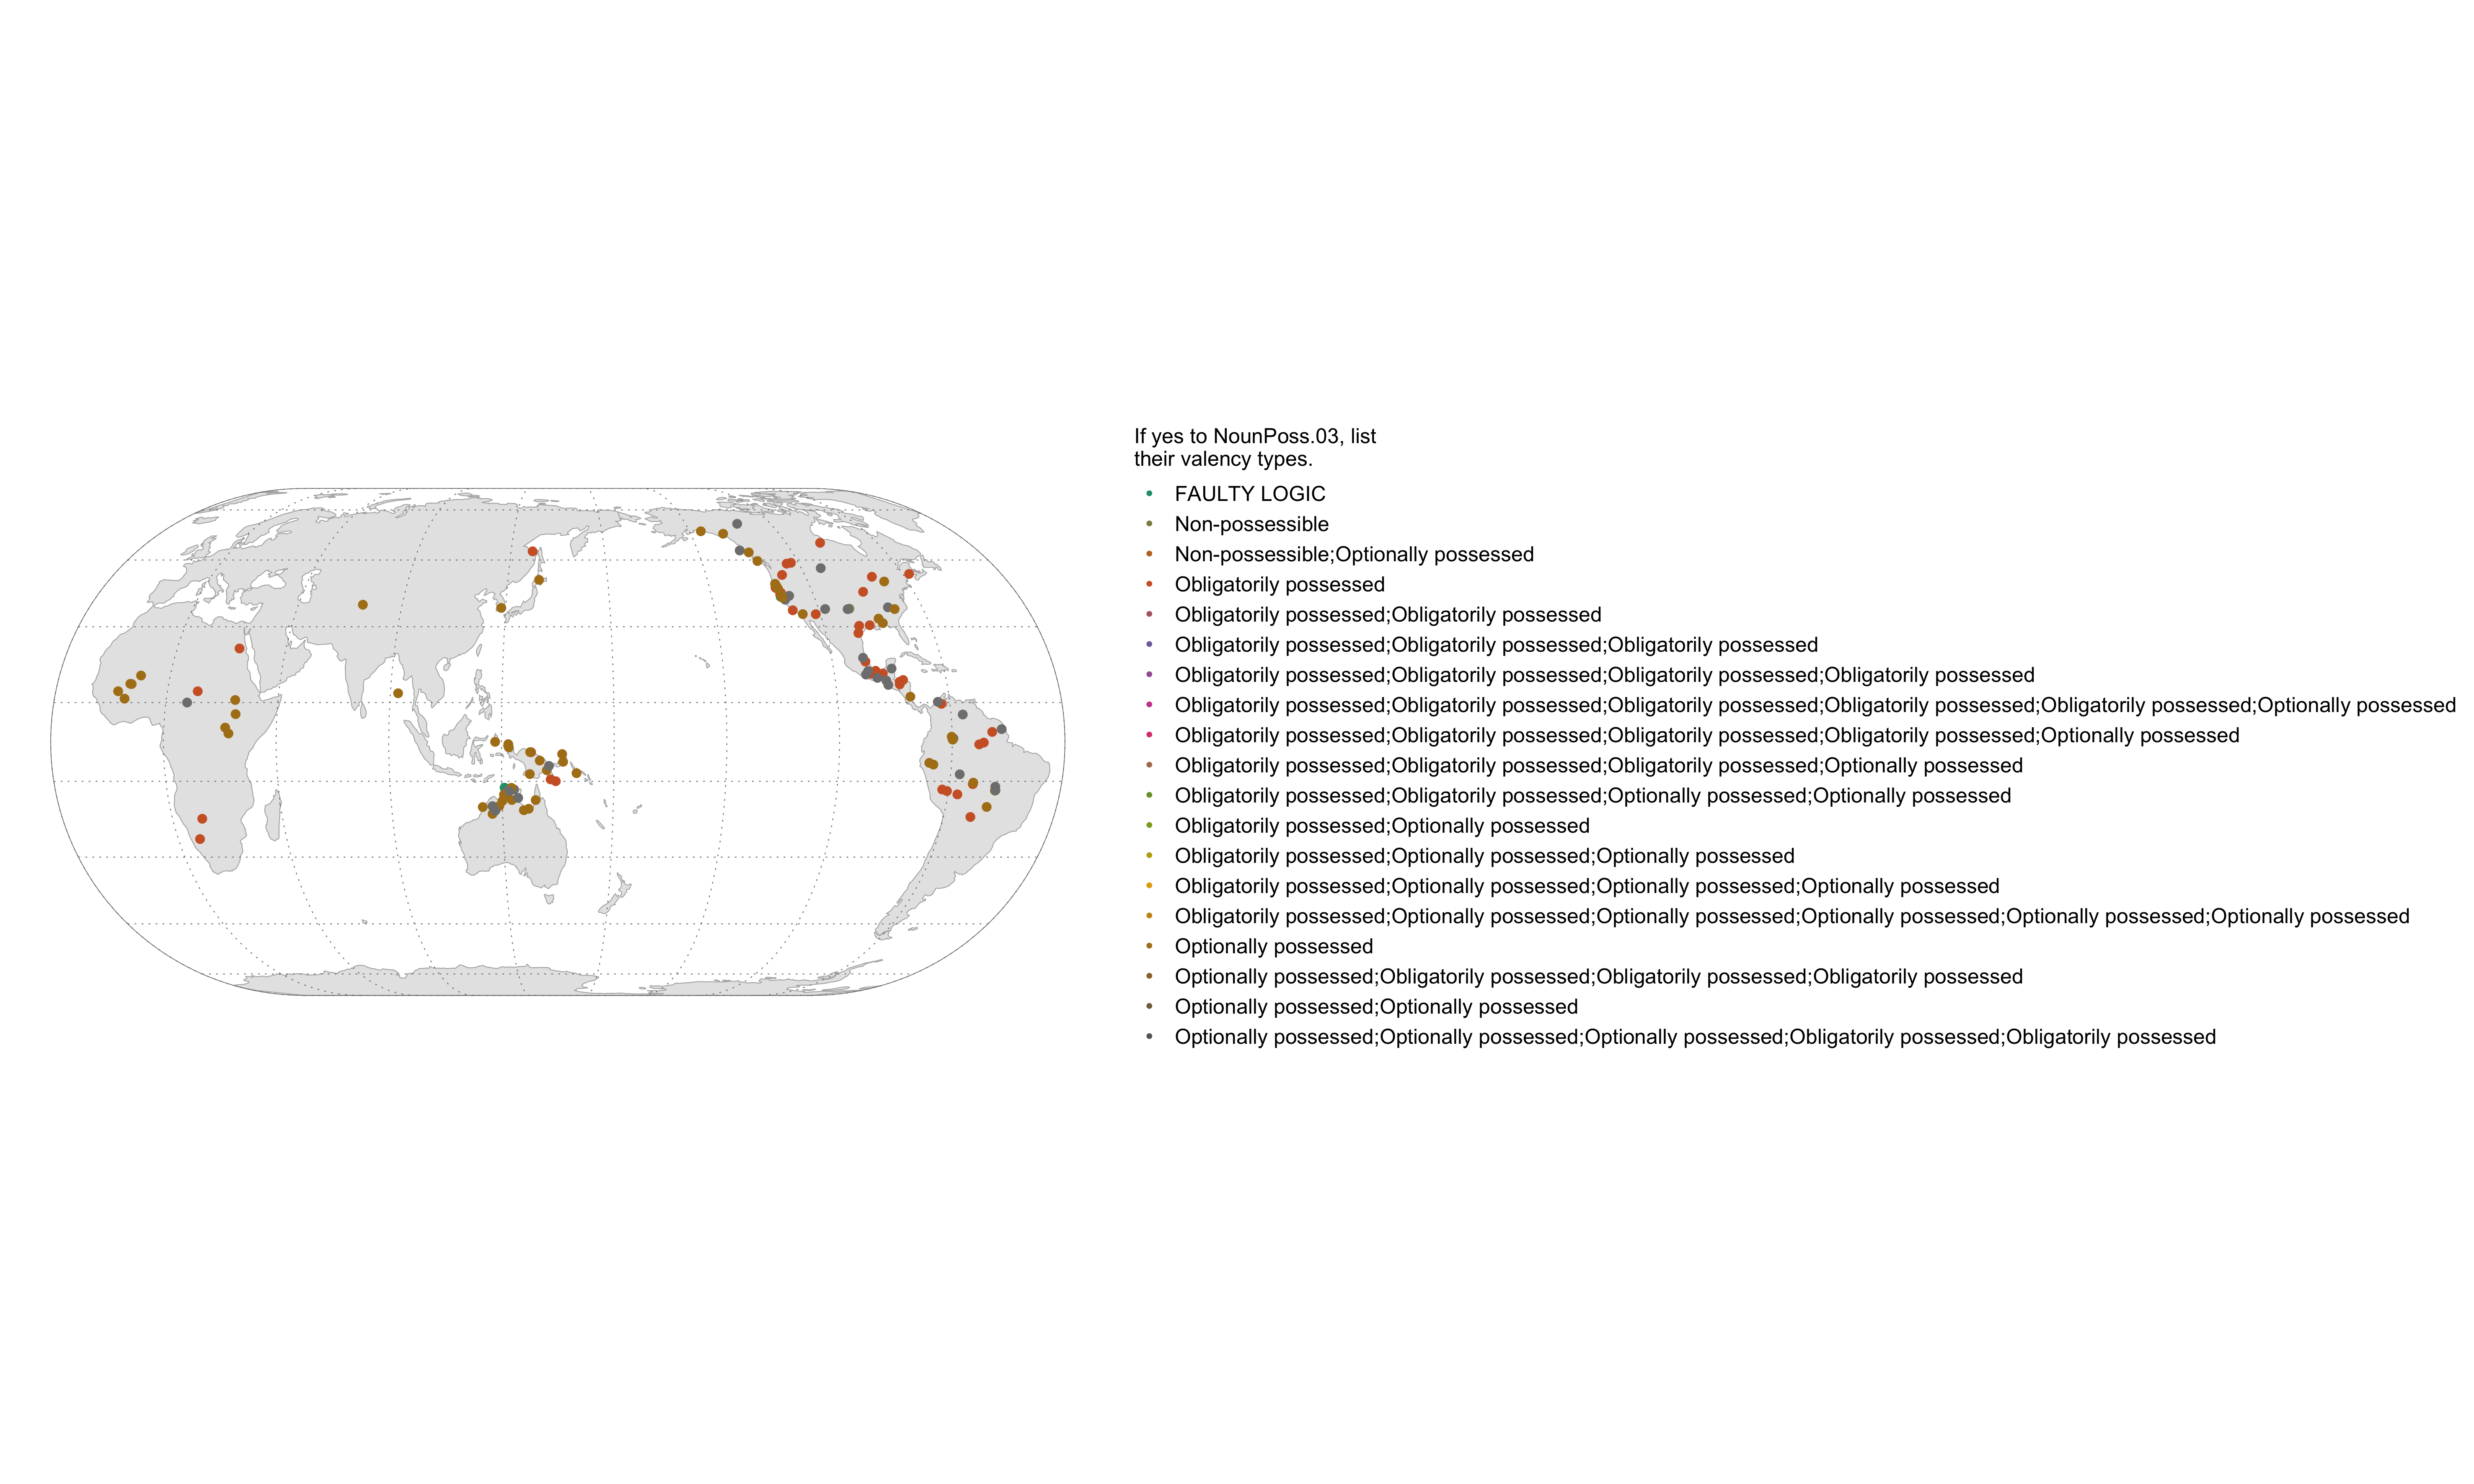 If yes to NounPoss.03, list
their valency types.
FAULTY LOGIC
Non-possessible
Non-possessible;Optionally possessed
Obligatorily possessed
Obligatorily possessed;Obligatorily possessed
Obligatorily possessed;Obligatorily possessed;Obligatorily possessed
Obligatorily possessed;Obligatorily possessed;Obligatorily possessed;Obligatorily possessed
Obligatorily possessed;Obligatorily possessed;Obligatorily possessed;Obligatorily possessed;Obligatorily possessed;Optionally possessed
Obligatorily possessed;Obligatorily possessed;Obligatorily possessed;Obligatorily possessed;Optionally possessed
Obligatorily possessed;Obligatorily possessed;Obligatorily possessed;Optionally possessed
Obligatorily possessed;Obligatorily possessed;Optionally possessed;Optionally possessed
Obligatorily possessed;Optionally possessed
Obligatorily possessed;Optionally possessed;Optionally possessed
Obligatorily possessed;Optionally possessed;Optionally possessed;Optionally possessed
Obligatorily possessed;Optionally possessed;Optionally possessed;Optionally possessed;Optionally possessed;Optionally possessed
Optionally possessed
Optionally possessed;Obligatorily possessed;Obligatorily possessed;Obligatorily possessed
Optionally possessed;Optionally possessed
Optionally possessed;Optionally possessed;Optionally possessed;Obligatorily possessed;Obligatorily possessed